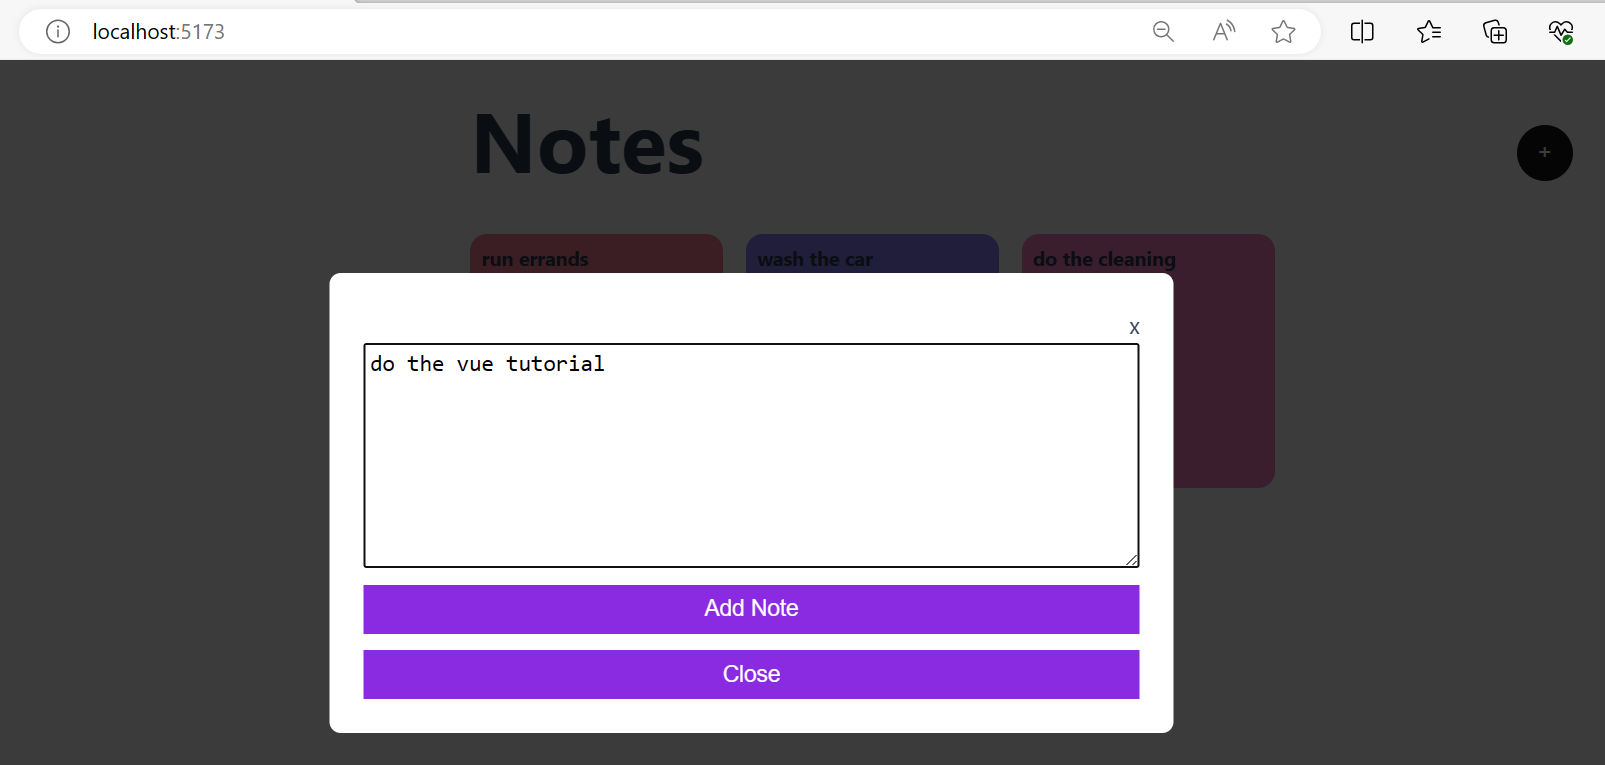 localhost:5173
Notes
+
run errands
wash the car
do the cleaning
x
do the vue tutorial
Add Note
Close